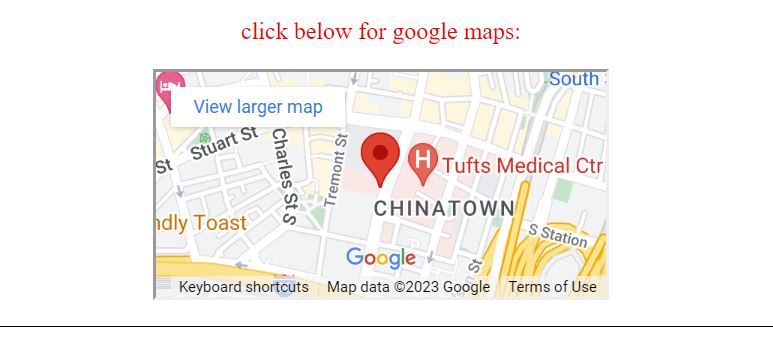 click below for google maps:
South
View larger map
Stuart St
St
Charles St S
Tremont St
H
Tufts Medical Ctr
CHINATOWN
ndly Toast
S Station
St
Google
Keyboard shortcuts
Map data ©2023 Google
Terms of Use